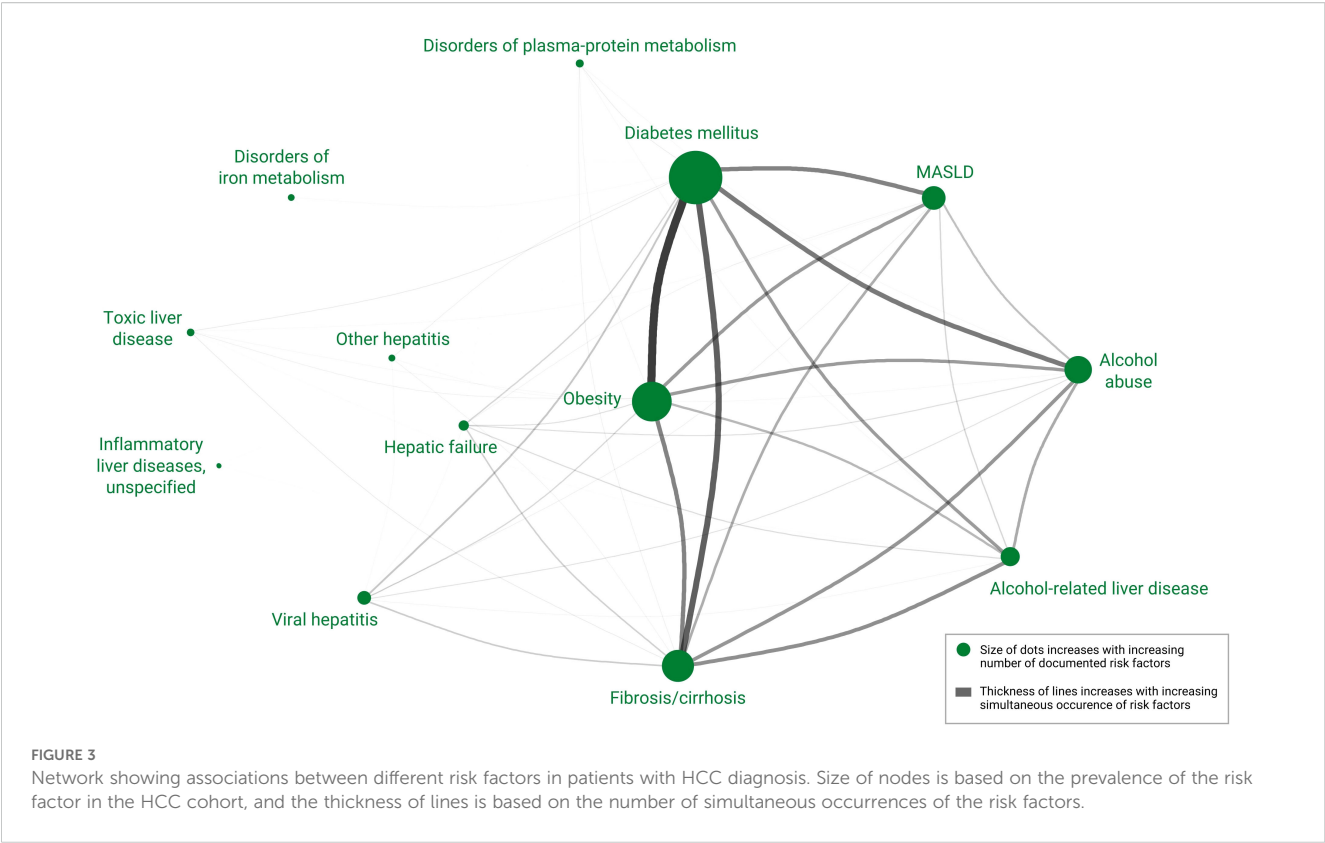 Disorders of plasma-protein metabolism
Diabetes mellitus
Disorders of
iron metabolism
MASLD
Toxic liver
disease
Other hepatitis
Alcohol
abuse
Obesity
Hepatic failure
Inflammatory
liver diseases,
unspecified
Alcohol-related liver disease
Viral hepatitis
Fibrosis/cirrhosis
Size of dots increases with increasing
number of documented risk factors
Thickness of lines increases with increasing
simultaneous occurence of risk factors
FIGURE 3
Network showing associations between different risk factors in patients with HCC diagnosis. Size of nodes is based on the prevalence of the risk
factor in the HCC cohort, and the thickness of lines is based on the number of simultaneous occurrences of the risk factors.